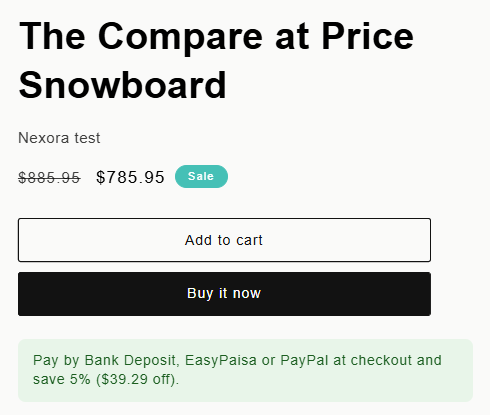 The Compare at Price
Snowboard
Nexora test
$885.95 $785.95 Sale
Add to cart
Buy it now
Pay by Bank Deposit, EasyPaisa or PayPal at checkout and
save 5% ($39.29 off).